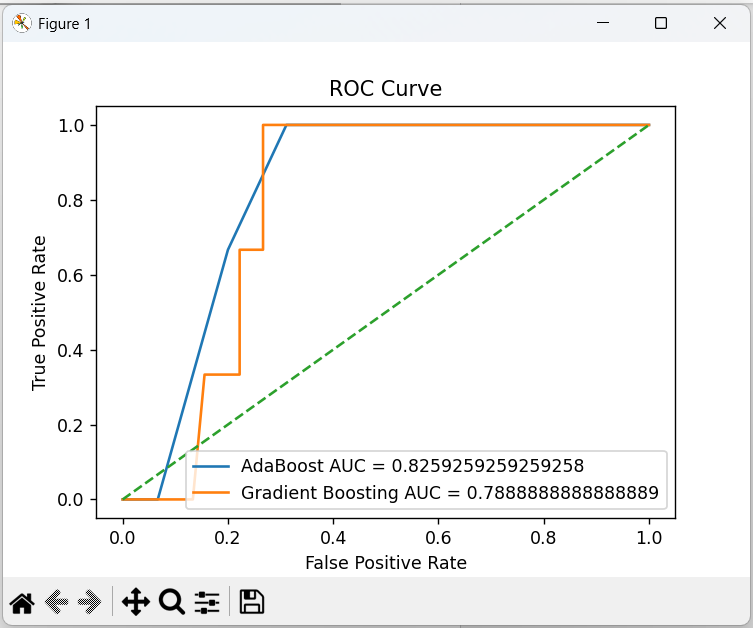 Figure 1
ROC Curve
1.0
0.8
0.6
0.4
0.2
0.0
True Positive Rate
AdaBoost AUC = 0.8259259259259258
Gradient Boosting AUC = 0.7888888888888889
0.0 0.2 0.4 0.6 0.8 1.0
False Positive Rate